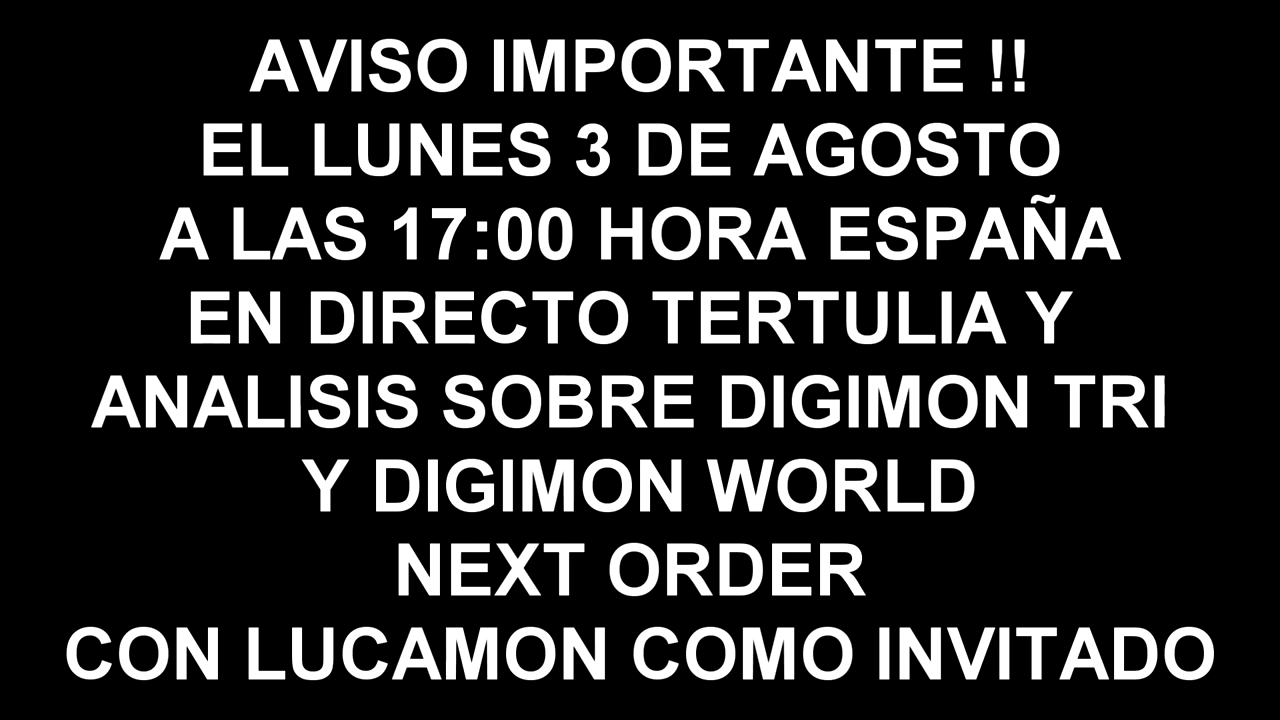 AVISO IMPORTANTE !!
EL LUNES 3 DE AGOSTO
A LAS 17:00 HORA ESPAÑA
EN DIRECTO TERTULIA Y
ANALISIS SOBRE DIGIMON TRI
Y DIGIMON WORLD
NEXT ORDER
CON LUCAMON COMO INVITADO